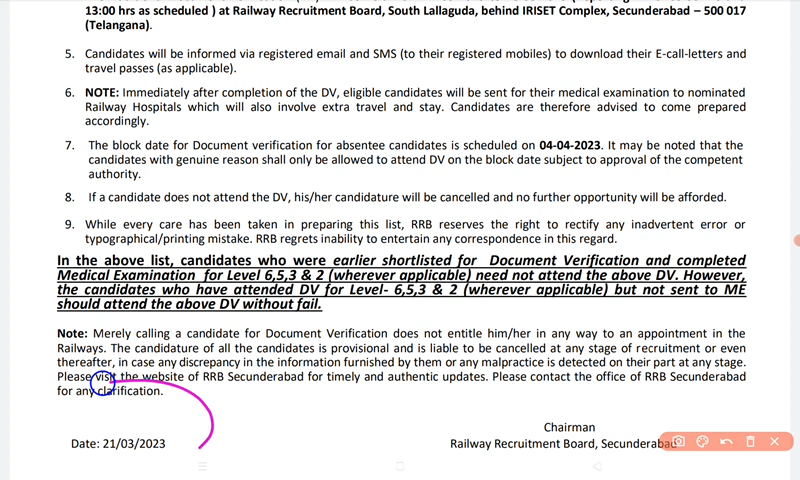 13:00 hrs as scheduled ) at Railway Recruitment Board, South Lallaguda, behind IRISET Complex, Secunderabad – 500 017
(Telangana).
5. Candidates will be informed via registered email and SMS (to their registered mobiles) to download their E-call-letters and
travel passes (as applicable).
6. NOTE: Immediately after completion of the DV, eligible candidates will be sent for their medical examination to nominated
Railway Hospitals which will also involve extra travel and stay. Candidates are therefore advised to come prepared
accordingly.
7. The block date for Document verification for absentee candidates is scheduled on 04-04-2023. It may be noted that the
candidates with genuine reason shall only be allowed to attend DV on the block date subject to approval of the competent
authority.
8. If a candidate does not attend the DV, his/her candidature will be cancelled and no further opportunity will be afforded.
9. While every care has been taken in preparing this list, RRB reserves the right to rectify any inadvertent error or
typographical/printing mistake. RRB regrets inability to entertain any correspondence in this regard.
In the above list, candidates who were earlier shortlisted for Document Verification and completed
Medical Examination for Level 6,5,3 & 2 (wherever applicable) need not attend the above DV. However,
the candidates who have attended DV for Level- 6,5,3 & 2 (wherever applicable) but not sent to ME
should attend the above DV without fail.
Note: Merely calling a candidate for Document Verification does not entitle him/her in any way to an appointment in the
Railways. The candidature of all the candidates is provisional and is liable to be cancelled at any stage of recruitment or even
thereafter, in case any discrepancy in the information furnished by them or any malpractice is detected on their part at any stage.
Please visit the website of RRB Secunderabad for timely and authentic updates. Please contact the office of RRB Secunderabad
for any clarification.
Chairman
Date: 21/03/2023 Railway Recruitment Board, Secunderabad